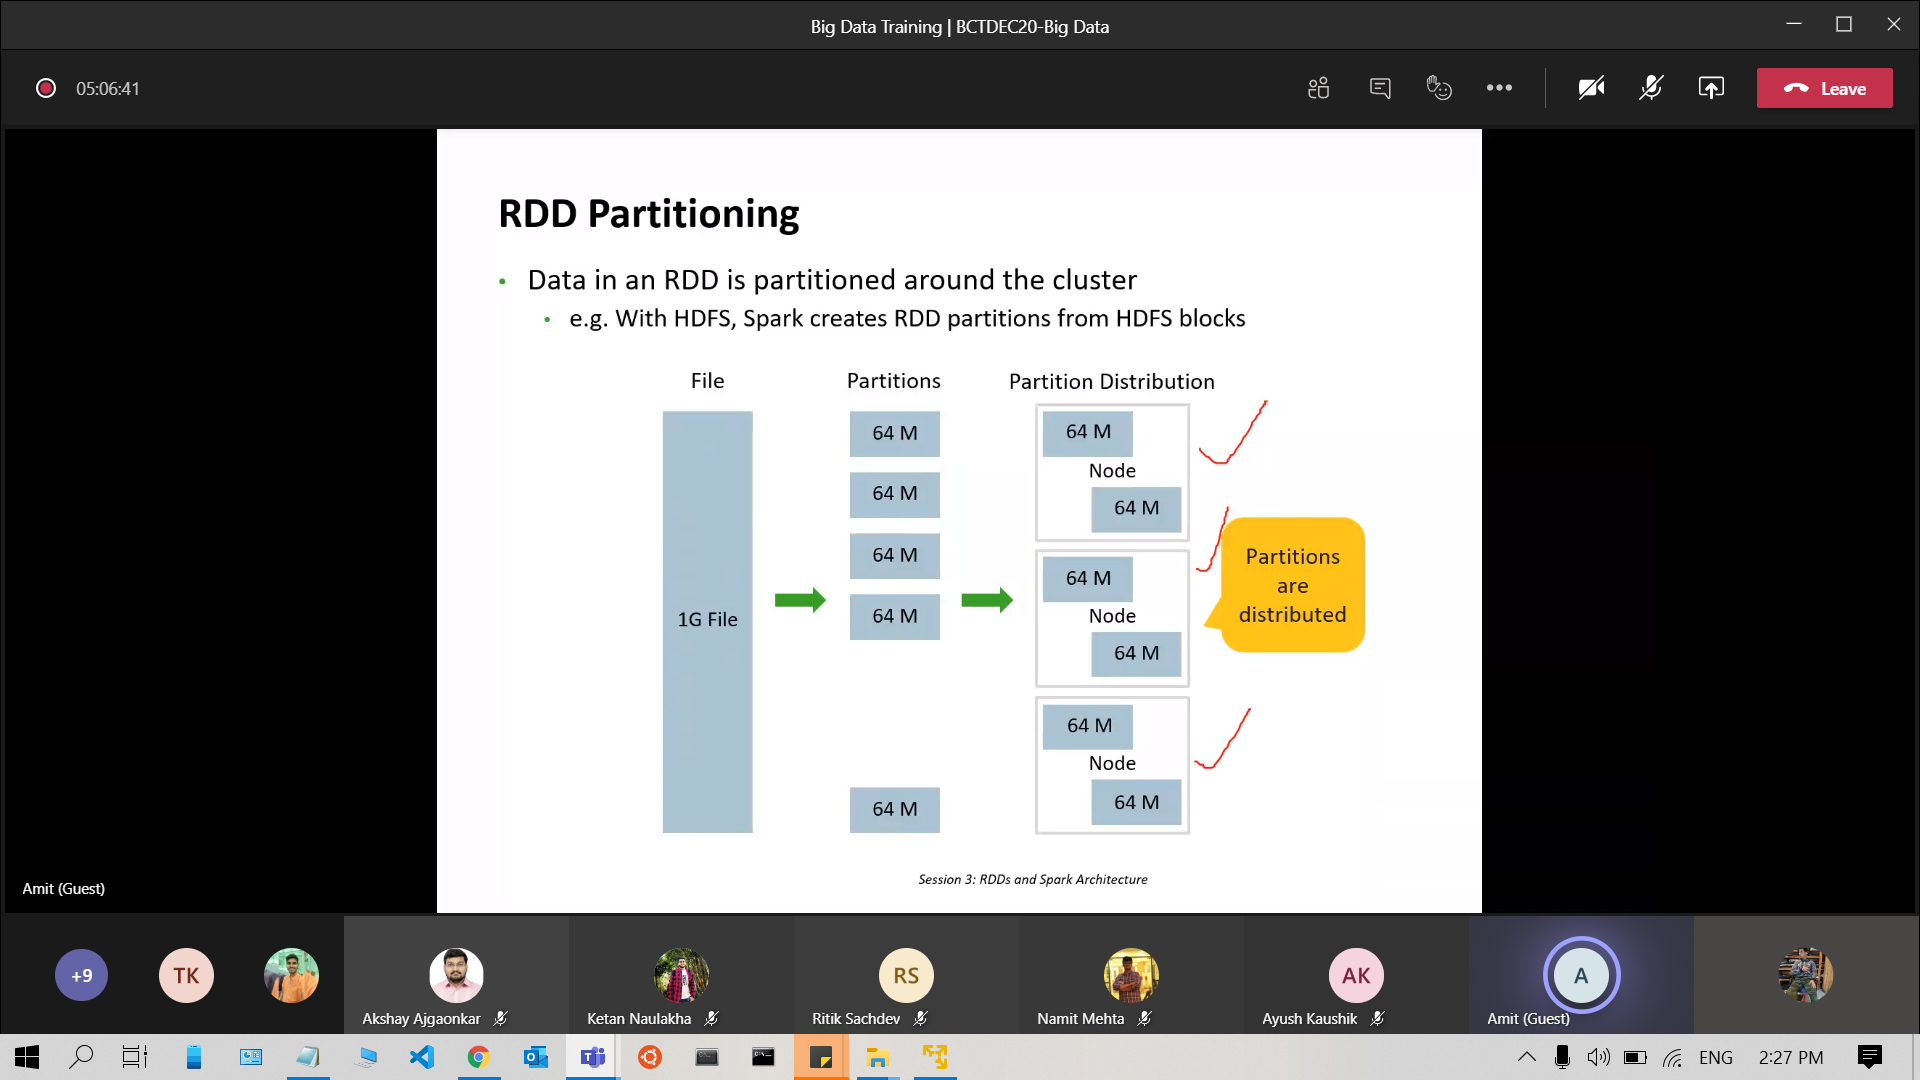 Big Data Training | BCTDEC20-Big Data
05:06:41
Leave
RDD Partitioning
• Data in an RDD is partitioned around the cluster
• e.g. With HDFS, Spark creates RDD partitions from HDFS blocks
File
Partitions
Partition Distribution
1G File
64 M
64 M
64 M
64 M
64 M
64 M
Node
64 M
64 M
Node
64 M
64 M
Node
64 M
Partitions
are
distributed
Session 3: RDDs and Spark Architecture
Amit (Guest)
+9
TK
Akshay Ajgaonkar
Ketan Naulakha
RS
Ritik Sachdev
Namit Mehta
AK
Ayush Kaushik
A
Amit (Guest)
ENG
2:27 PM